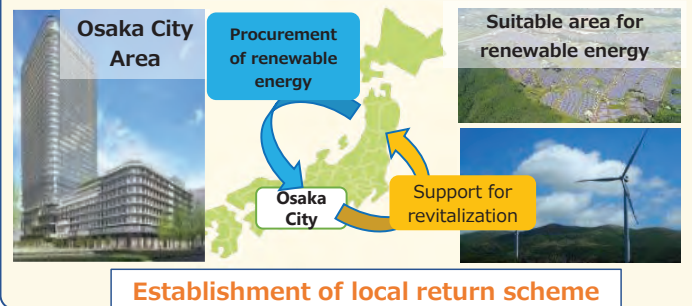 Osaka City
Area
Procurement
of renewable
energy
Suitable area for
renewable energy
Osaka
City
Support for
revitalization
Establishment of local return scheme